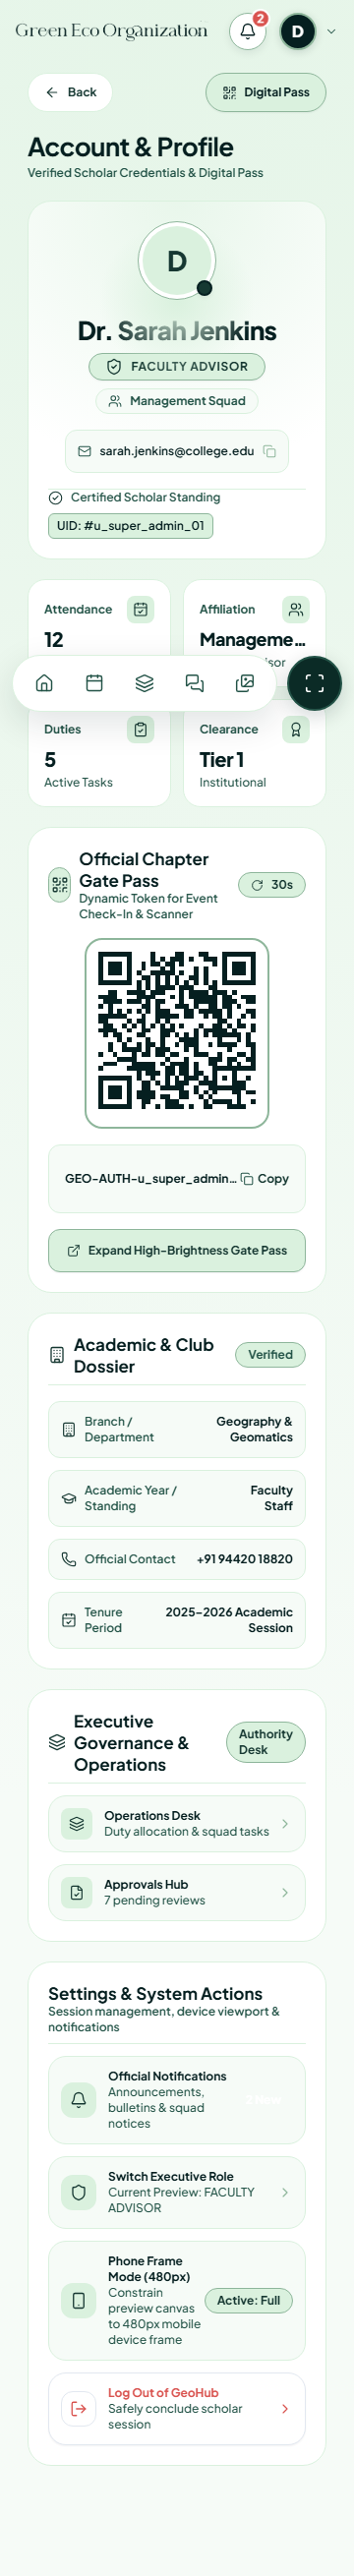 Green Eco Organization
2
D
Back
Digital Pass
Account & Profile
Verified Scholar Credentials & Digital Pass
D
Dr. Sarah Jenkins
FACULTY ADVISOR
Management Squad
sarah.jenkins@college.edu
Certified Scholar Standing
UID: #u_super_admin_01
Attendance
12
Affiliation
Manageme...
Duties
5
Active Tasks
Clearance
Tier 1
Institutional
Official Chapter
Gate Pass
Dynamic Token for Event
Check-In & Scanner
30s
GEO-AUTH-u_super_admin...
Copy
Expand High-Brightness Gate Pass
Academic & Club
Dossier
Verified
Branch /
Department
Geography &
Geomatics
Academic Year /
Standing
Faculty
Staff
Official Contact
+91 94420 18820
Tenure
Period
2025-2026 Academic
Session
Executive
Governance &
Operations
Authority
Desk
Operations Desk
Duty allocation & squad tasks
Approvals Hub
7 pending reviews
Settings & System Actions
Session management, device viewport &
notifications
Official Notifications
Announcements,
bulletins & squad
notices
2 New
Switch Executive Role
Current Preview: FACULTY
ADVISOR
Phone Frame
Mode (480px)
Constrain
preview canvas
to 480px mobile
device frame
Active: Full
Log Out of GeoHub
Safely conclude scholar
session